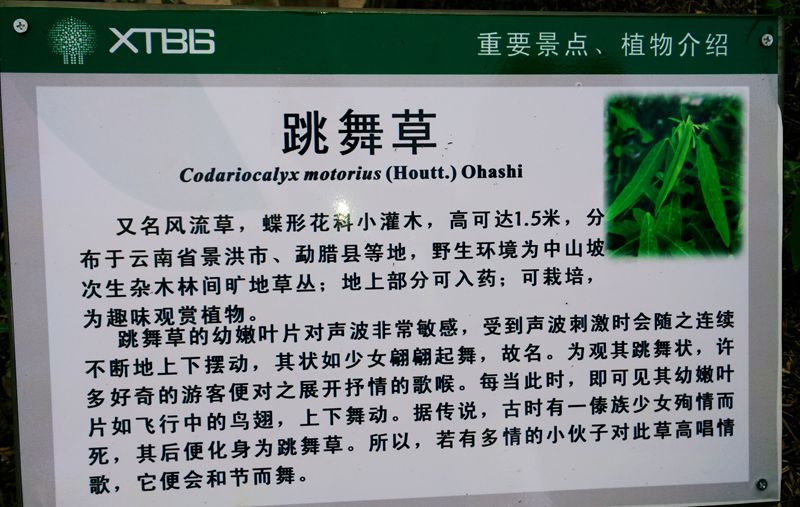 XTBG
重要景点、植物介绍
跳舞草
Codariocalyx motorius (Houtt.) Ohashi
又名风流草，蝶形花科小灌木，高可达1.5米，分
布于云南省景洪市、勐腊县等地，野生环境为中山坡
次生杂木林间旷地草丛；地上部分可入药；可栽培，
为趣味观赏植物。
跳舞草的幼嫩叶片对声波非常敏感，受到声波刺激时会随之连续
不断地上下摆动，其状如少女翩翩起舞，故名。为观其跳舞状，许
多好奇的游客便对之展开抒情的歌喉。每当此时，即可见其幼嫩叶
片如飞行中的鸟翅，上下舞动。据传说，古时有一傣族少女殉情而
死，其后便化身为跳舞草。所以，若有多情的小伙子对此草高唱情
歌，它便会和节而舞。